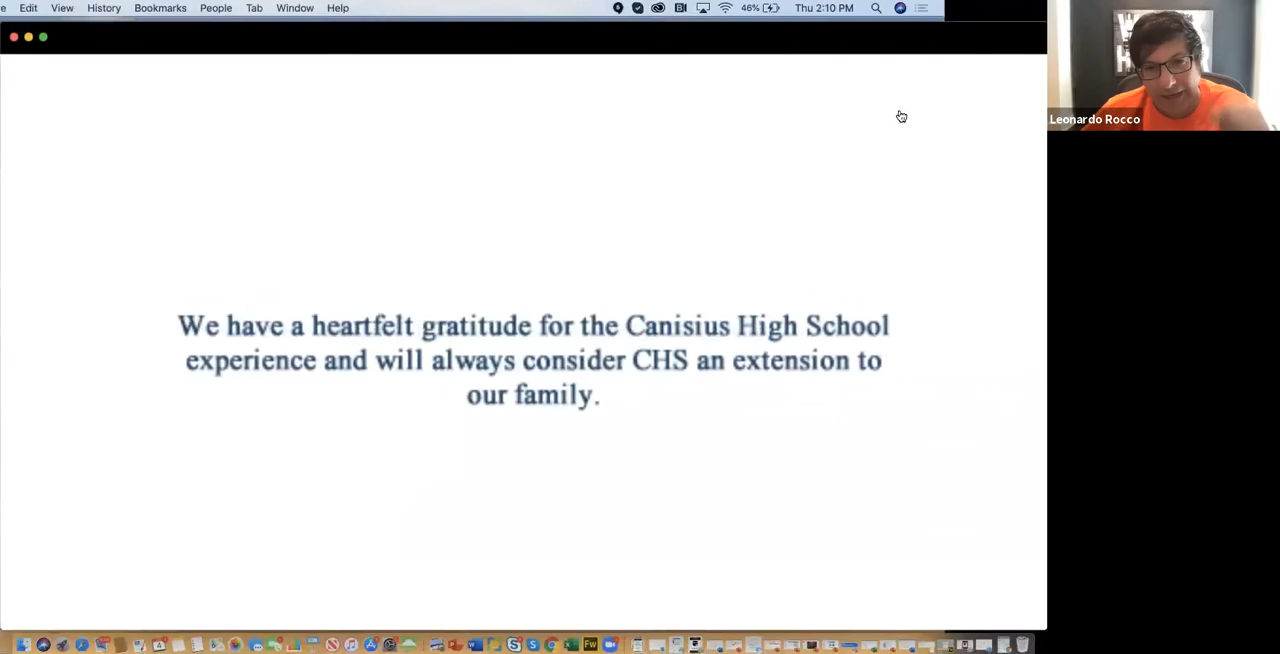 Edit View History Bookmarks People Tab Window Help 46% Thu 2:10 PM
Leonardo Rocco
We have a heartfelt gratitude for the Canisius High School
experience and will always consider CHS an extension to
our family.